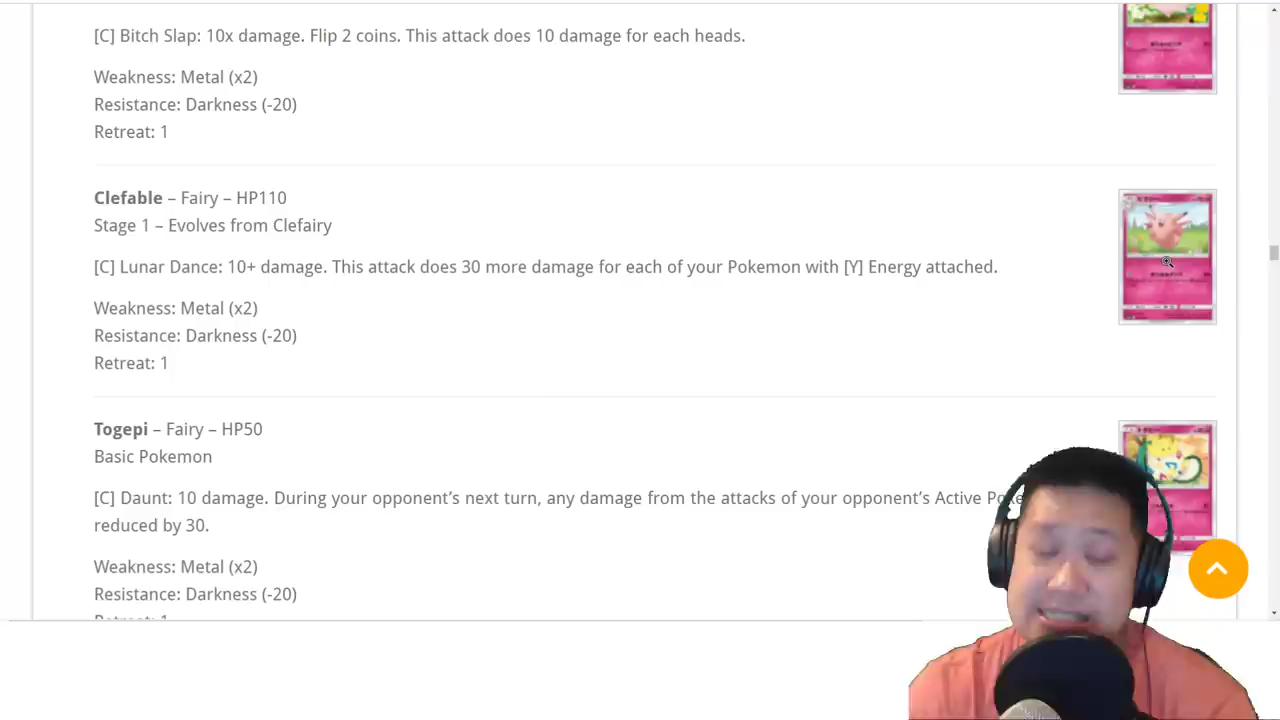 [C] Bitch Slap: 10x damage. Flip 2 coins. This attack does 10 damage for each heads.
Weakness: Metal (x2)
Resistance: Darkness (-20)
Retreat: 1
Clefable – Fairy – HP110
Stage 1 – Evolves from Clefairy
[C] Lunar Dance: 10+ damage. This attack does 30 more damage for each of your Pokemon with [Y] Energy attached.
Weakness: Metal (x2)
Resistance: Darkness (-20)
Retreat: 1
Togepi – Fairy – HP50
Basic Pokemon
[C] Daunt: 10 damage. During your opponent’s next turn, any damage from the attacks of your opponent’s Active
reduced by 30.
Weakness: Metal (x2)
Resistance: Darkness (-20)